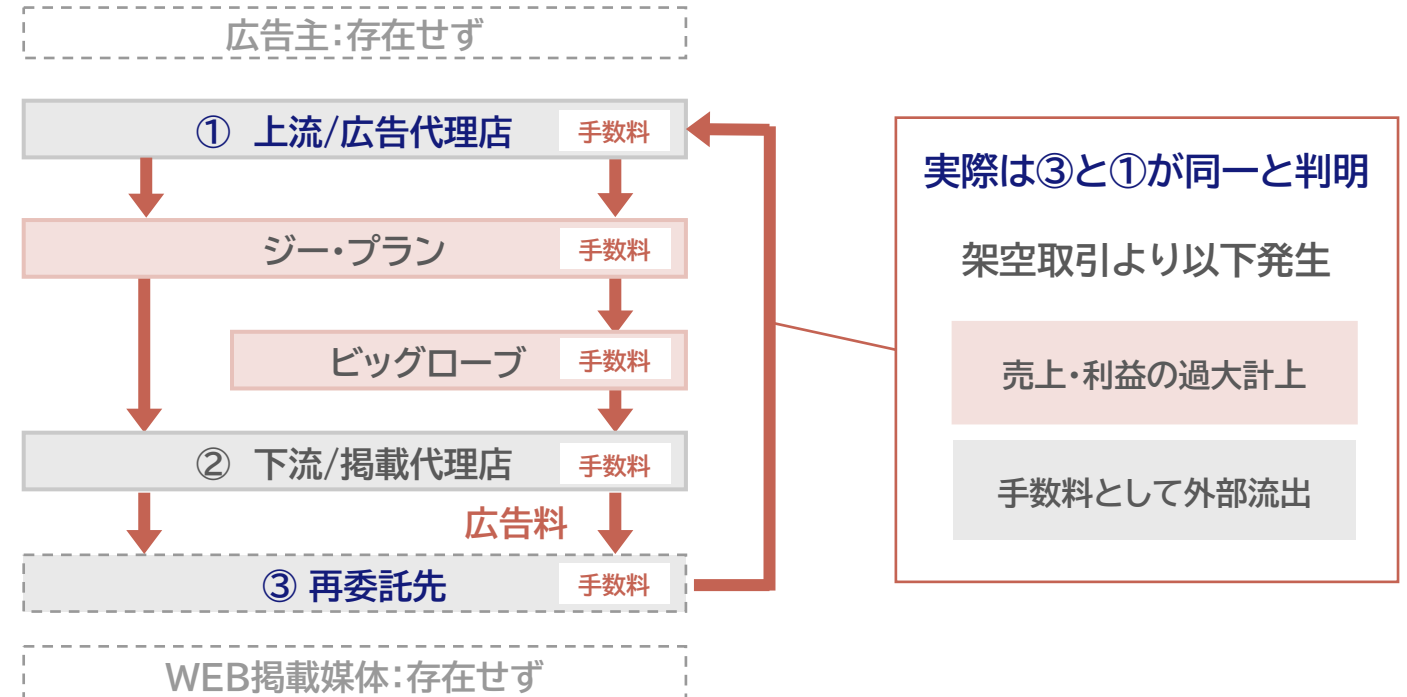 広告主：存在せず
① 上流/広告代理店
手数料
ジー・プラン
手数料
ビッグローブ
手数料
② 下流/掲載代理店
手数料
広告料
③ 再委託先
手数料
WEB掲載媒体：存在せず
実際は③と①が同一と判明
架空取引より以下発生
売上・利益の過大計上
手数料として外部流出